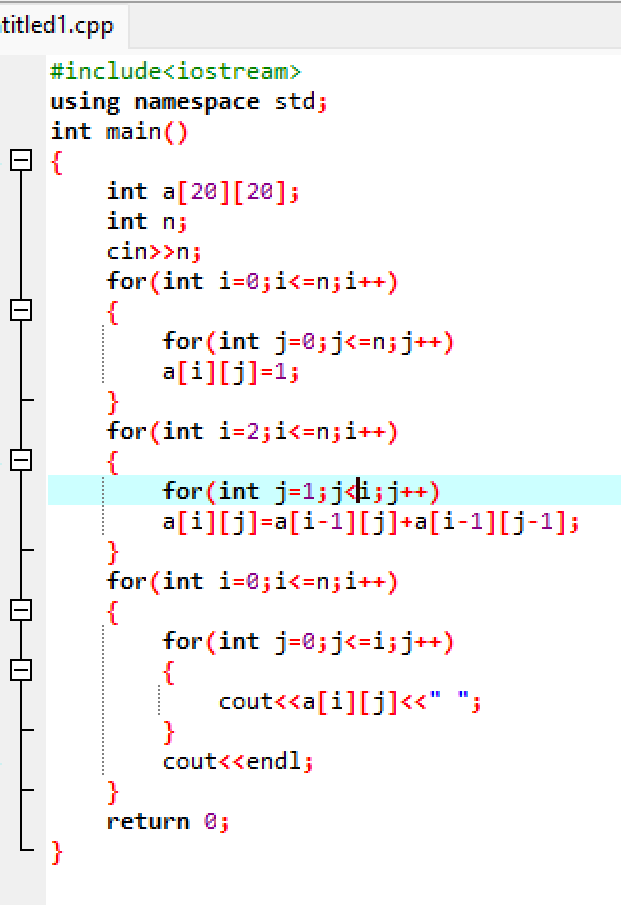 titled1.cpp
#include<iostream>
using namespace std;
int main()
{
    int a[20][20];
    int n;
    cin>>n;
    for(int i=0;i<=n;i++)
    {
        for(int j=0;j<=n;j++)
        a[i][j]=1;
    }
    for(int i=2;i<=n;i++)
    {
        for(int j=1;j<i;j++)
        a[i][j]=a[i-1][j]+a[i-1][j-1];
    }
    for(int i=0;i<=n;i++)
    {
        for(int j=0;j<=i;j++)
        {
            cout<<a[i][j]<<" ";
        }
        cout<<endl;
    }
    return 0;
}